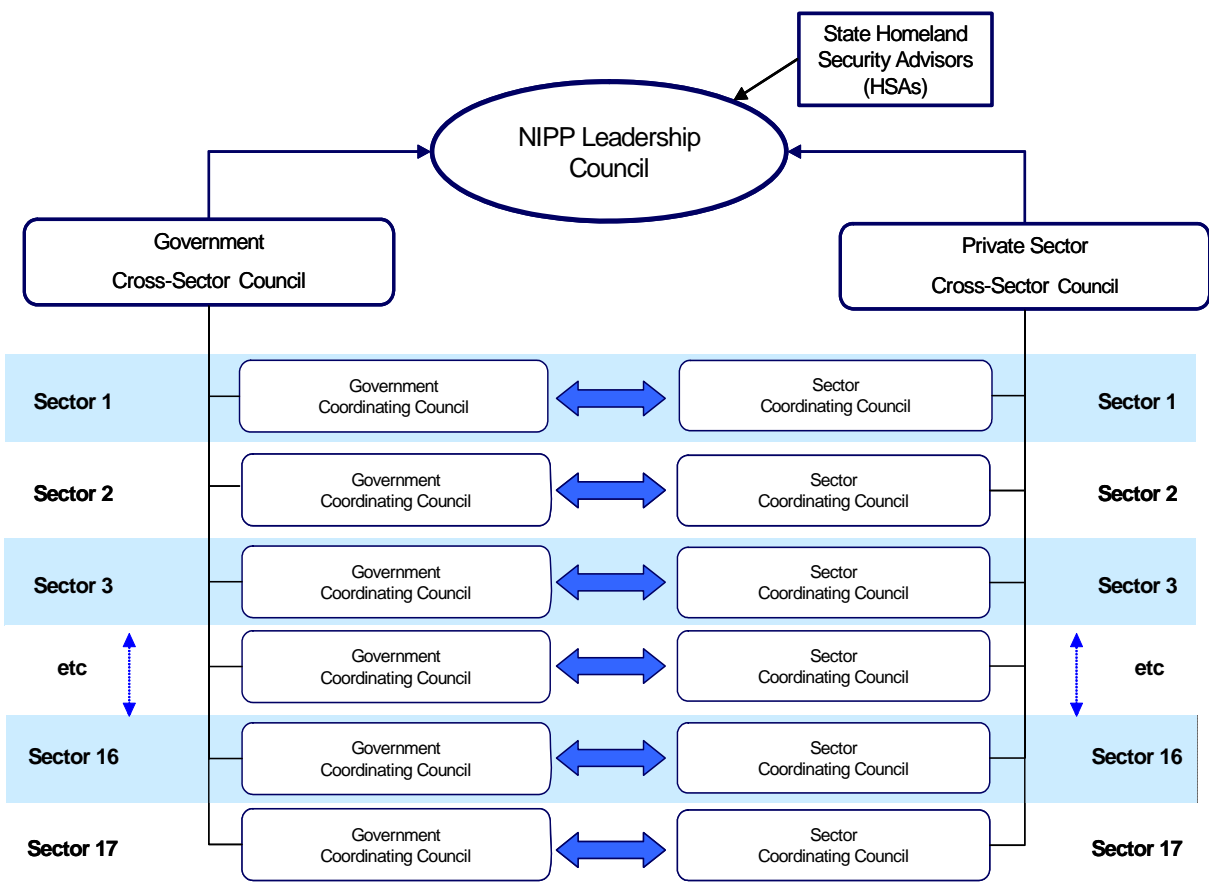 State Homeland
Security Advisors
(HSAs)
NIPP Leadership
Council
Government
Cross-Sector Council
Private Sector
Cross-Sector Council
Sector 1
Government
Coordinating Council
Sector
Coordinating Council
Sector 1
Sector 2
Government
Coordinating Council
Sector
Coordinating Council
Sector 2
Sector 3
Government
Coordinating Council
Sector
Coordinating Council
Sector 3
etc
Government
Coordinating Council
Sector
Coordinating Council
etc
Sector 16
Government
Coordinating Council
Sector
Coordinating Council
Sector 16
Sector 17
Government
Coordinating Council
Sector
Coordinating Council
Sector 17